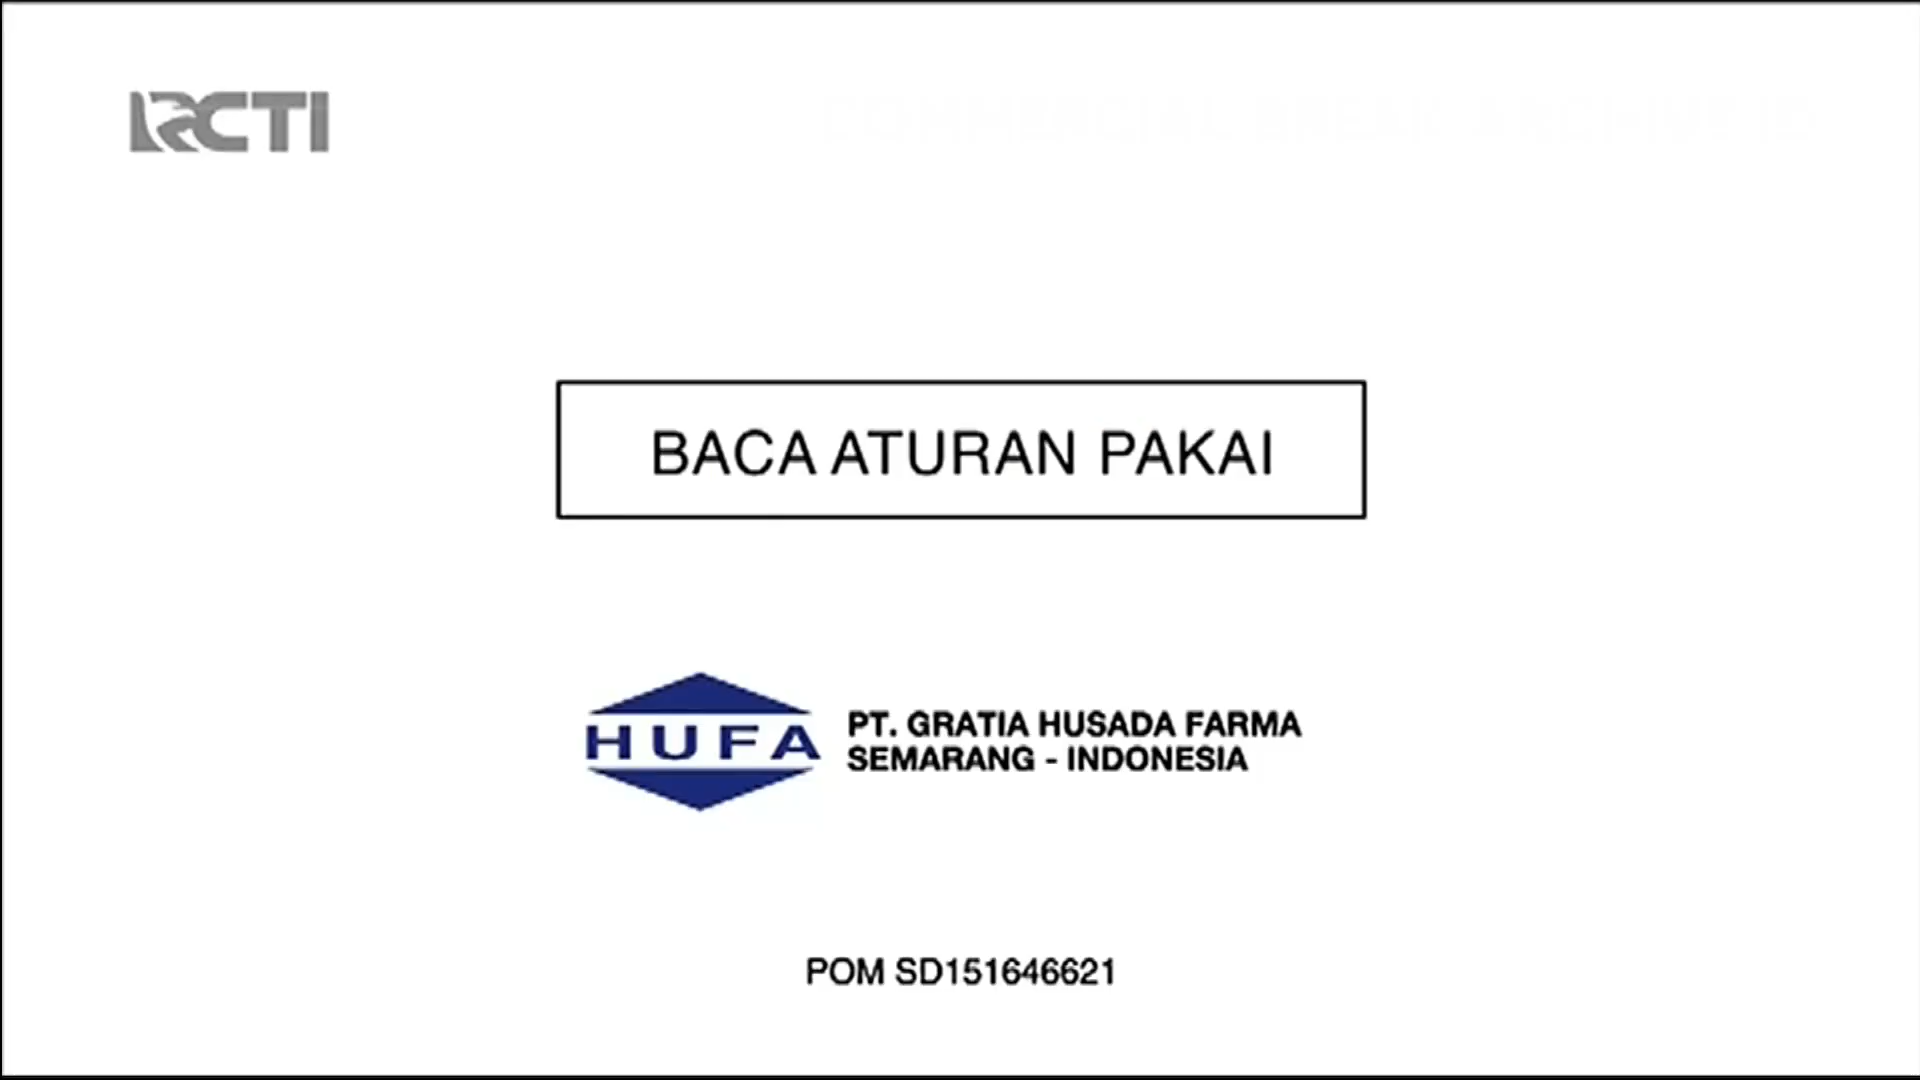 RCTI
BACA ATURAN PAKAI
HUFA
PT. GRATIA HUSADA FARMA
SEMARANG - INDONESIA
POM SD151646621